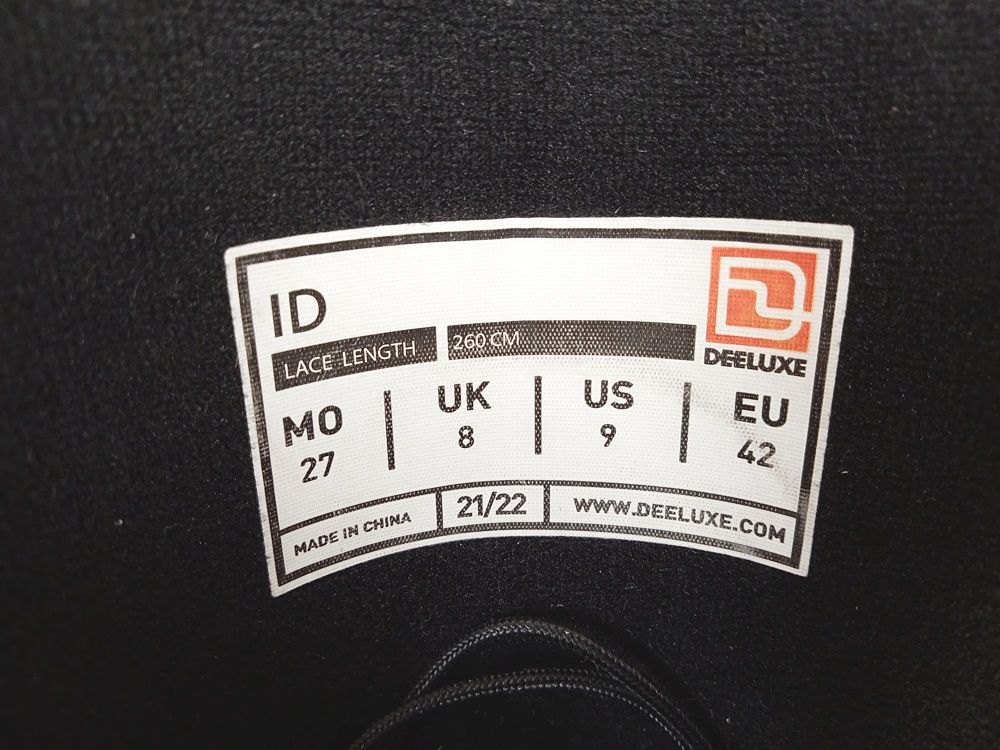 ID
LACE LENGTH 260 CM
DEELUXE
MO UK US EU
27 8 9 42
MADE IN CHINA 21/22 WWW.DEELUXE.COM